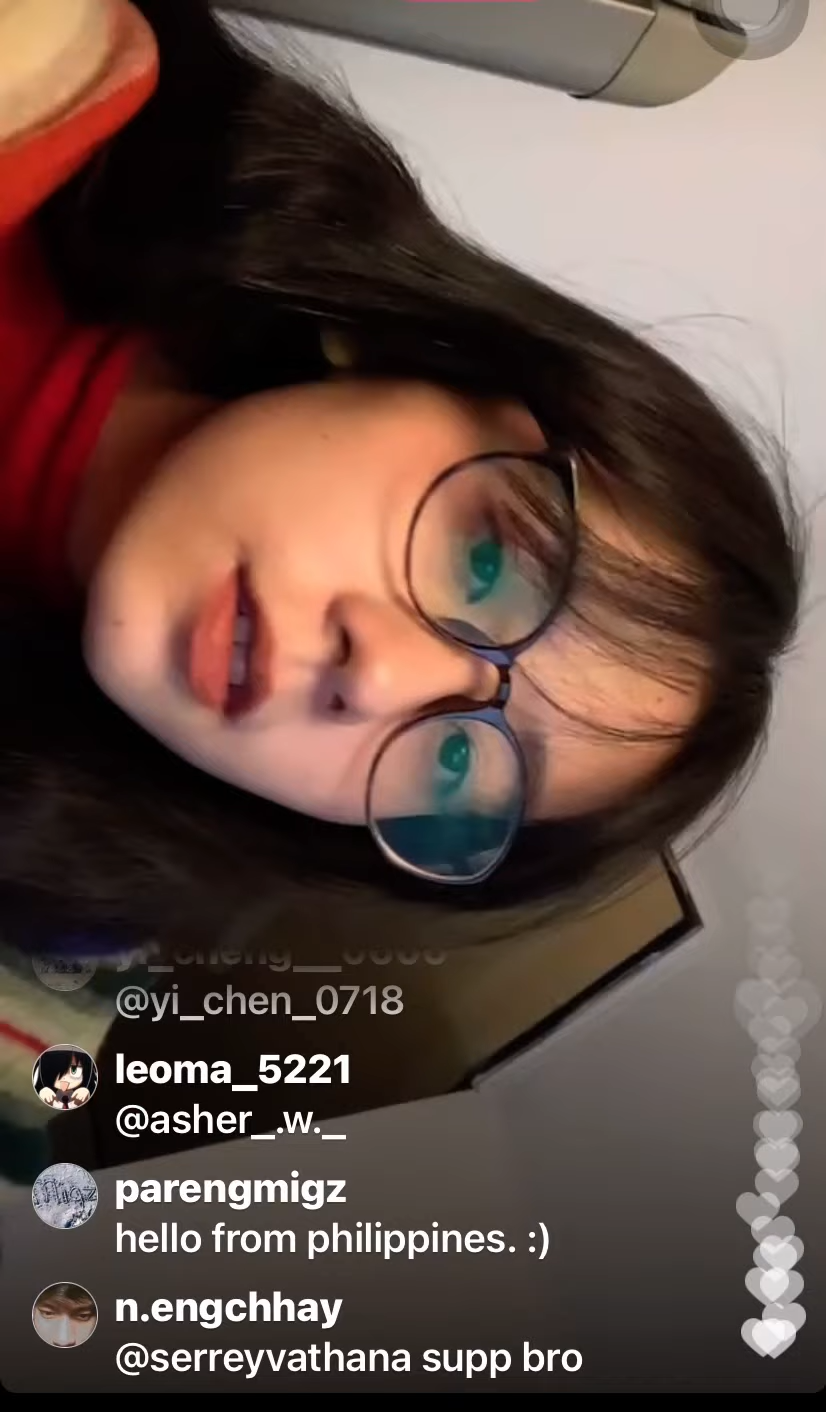 @yi_chen_0718
leoma_5221
@asher_.w._
parengmigz
hello from philippines. :)
n.engchhay
@serreyvathana supp bro